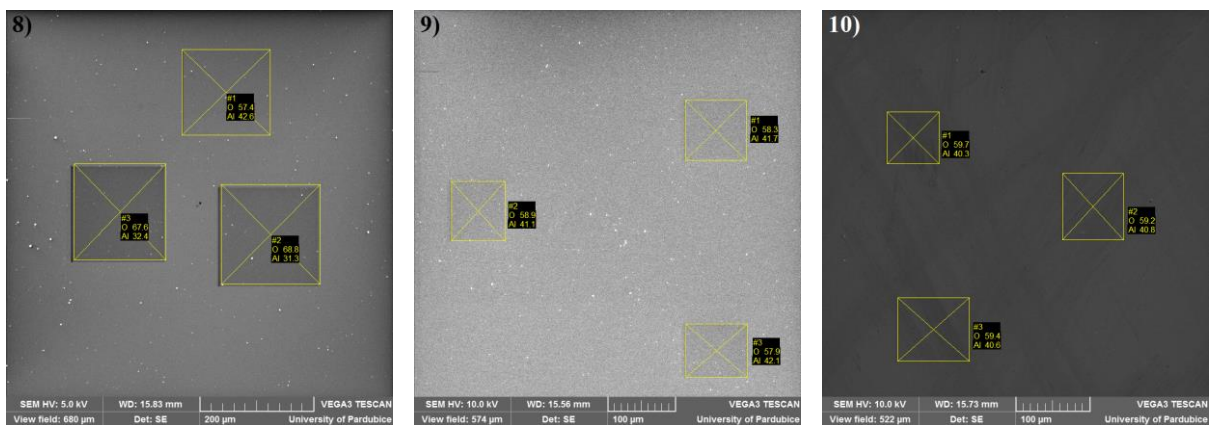 8)
#1
O 57.4
Al 42.6
#3
O 67.6
Al 32.4
#2
O 68.8
Al 31.3
SEM HV: 5.0 kV WD: 15.83 mm VEGA3 TESCAN
View field: 680 µm Det: SE 200 µm University of Pardubice
9)
#1
O 58.3
Al 41.7
#2
O 58.9
Al 41.1
#3
O 57.9
Al 42.1
SEM HV: 10.0 kV WD: 15.56 mm VEGA3 TESCAN
View field: 574 µm Det: SE 100 µm University of Pardubice
10)
#1
O 59.7
Al 40.3
#2
O 59.2
Al 40.8
#3
O 59.4
Al 40.6
SEM HV: 10.0 kV WD: 15.73 mm VEGA3 TESCAN
View field: 522 µm Det: SE 100 µm University of Pardubice